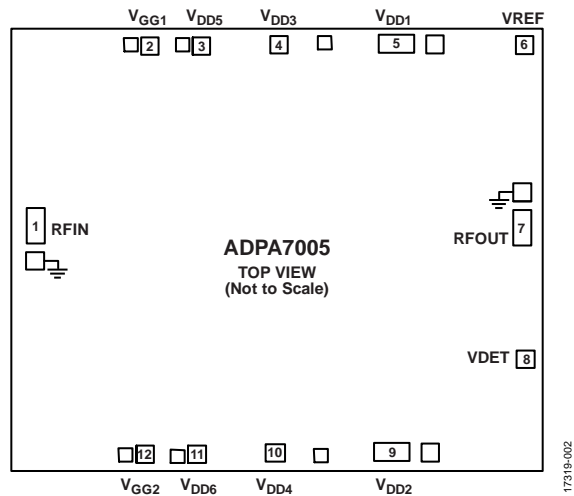 VGG1 VDD5 VDD3 VDD1 VREF
2 3 4 5 6
1 RFIN
ADPA7005
TOP VIEW
(Not to Scale)
RFOUT 7
VDET 8
12 11 10 9
VGG2 VDD6 VDD4 VDD2
17319-002